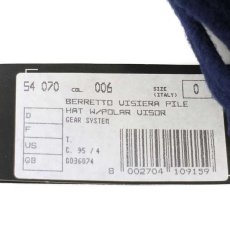 54 070 COL. 006 SIZE (ITALY) 0
BERRETTO VISIERA PILE
HAT W/POLAR VISOR
GEAR SYSTEM
D
F
US T.
GB C. 95 / 4
0036074
8 002704 109159